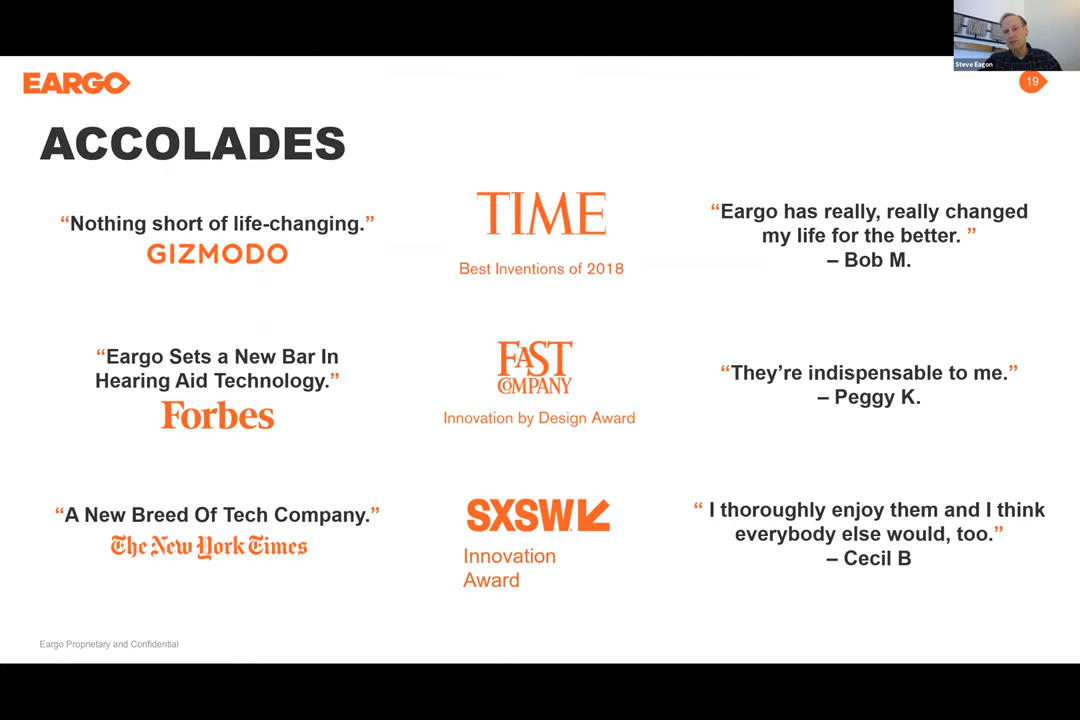 Steve Eagon
EARGO
19
ACCOLADES
“Nothing short of life-changing.”
GIZMODO
TIME
Best Inventions of 2018
“Eargo has really, really changed
my life for the better. ”
– Bob M.
“Eargo Sets a New Bar In
Hearing Aid Technology.”
Forbes
FAST
COMPANY
Innovation by Design Award
“They’re indispensable to me.”
– Peggy K.
“A New Breed Of Tech Company.”
The New York Times
SXSW
Innovation
Award
“ I thoroughly enjoy them and I think
everybody else would, too.”
– Cecil B
Eargo Proprietary and Confidential